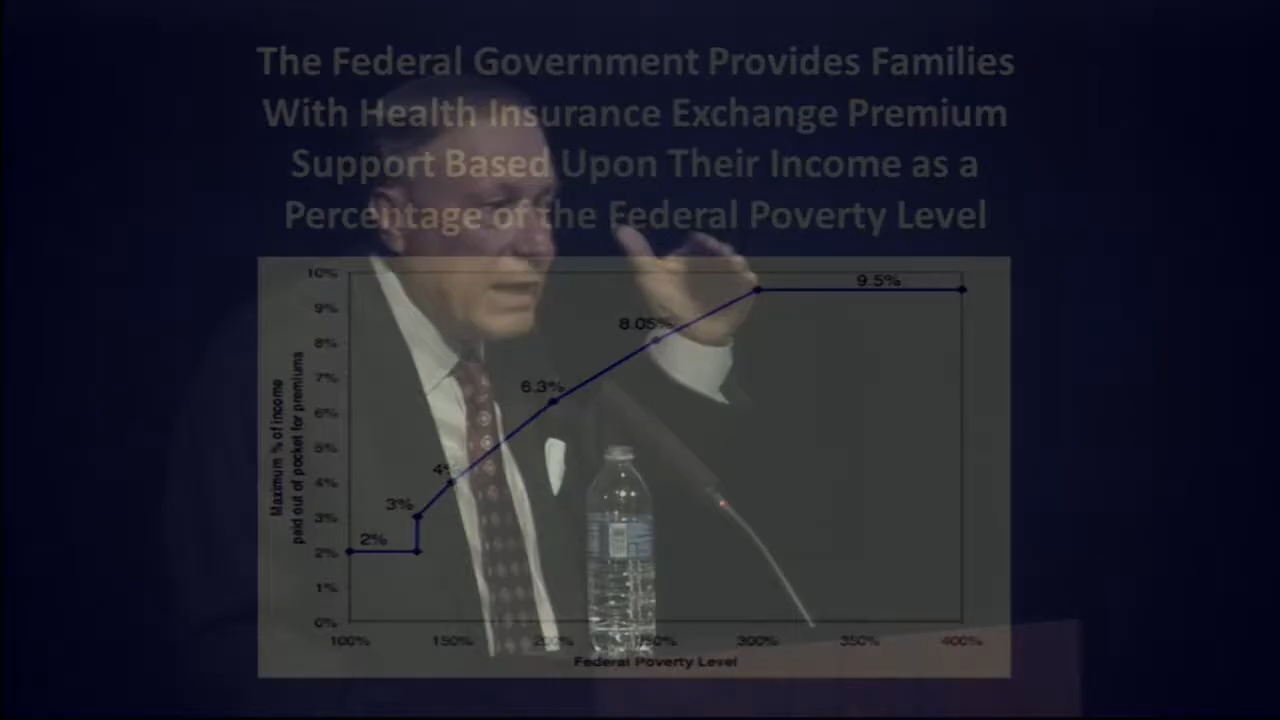 The Federal Government Provides Families
With Health Insurance Exchange Premium
Support Based Upon Their Income as a
Percentage of the Federal Poverty Level
Maximum % of income
paid out of pocket for premiums
10%
9%
8%
7%
6%
5%
4%
3%
2%
1%
0%
2%
3%
4%
6.3%
8.05%
9.5%
100% 150% 200% 250% 300% 350% 400%
Federal Poverty Level